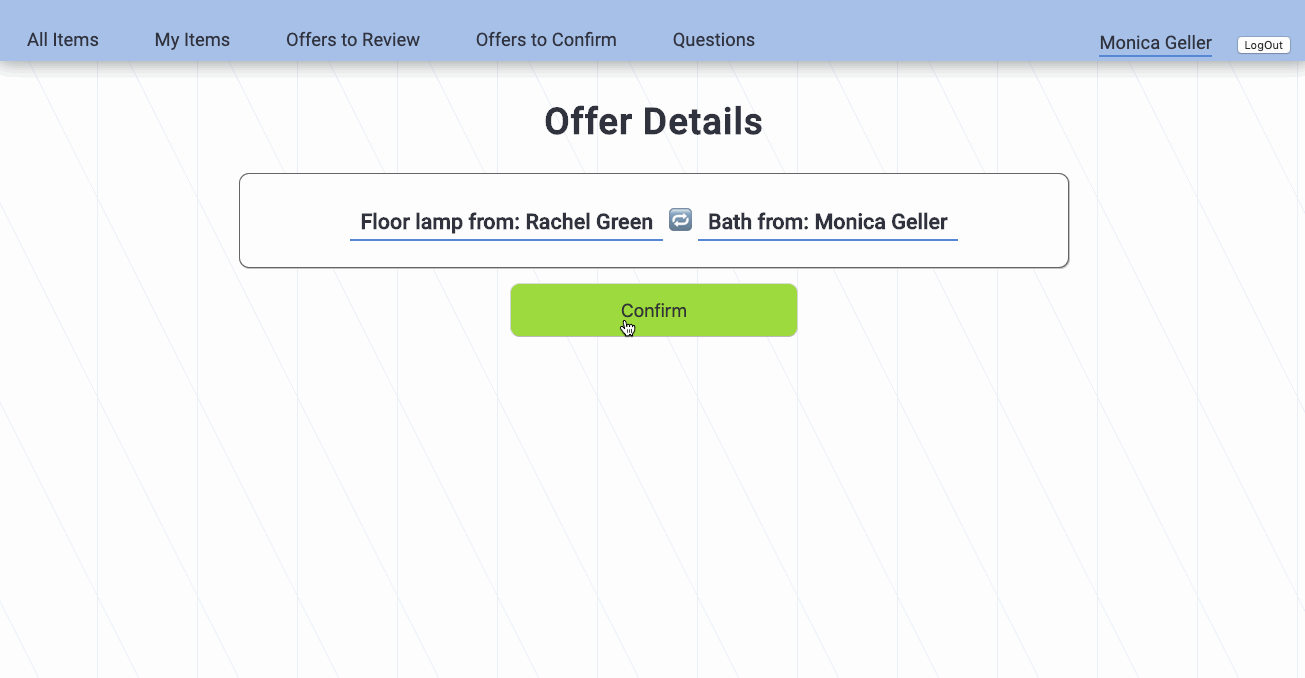 All Items My Items Offers to Review Offers to Confirm Questions Monica Geller LogOut
Offer Details
Floor lamp from: Rachel Green 🔁 Bath from: Monica Geller
Confirm